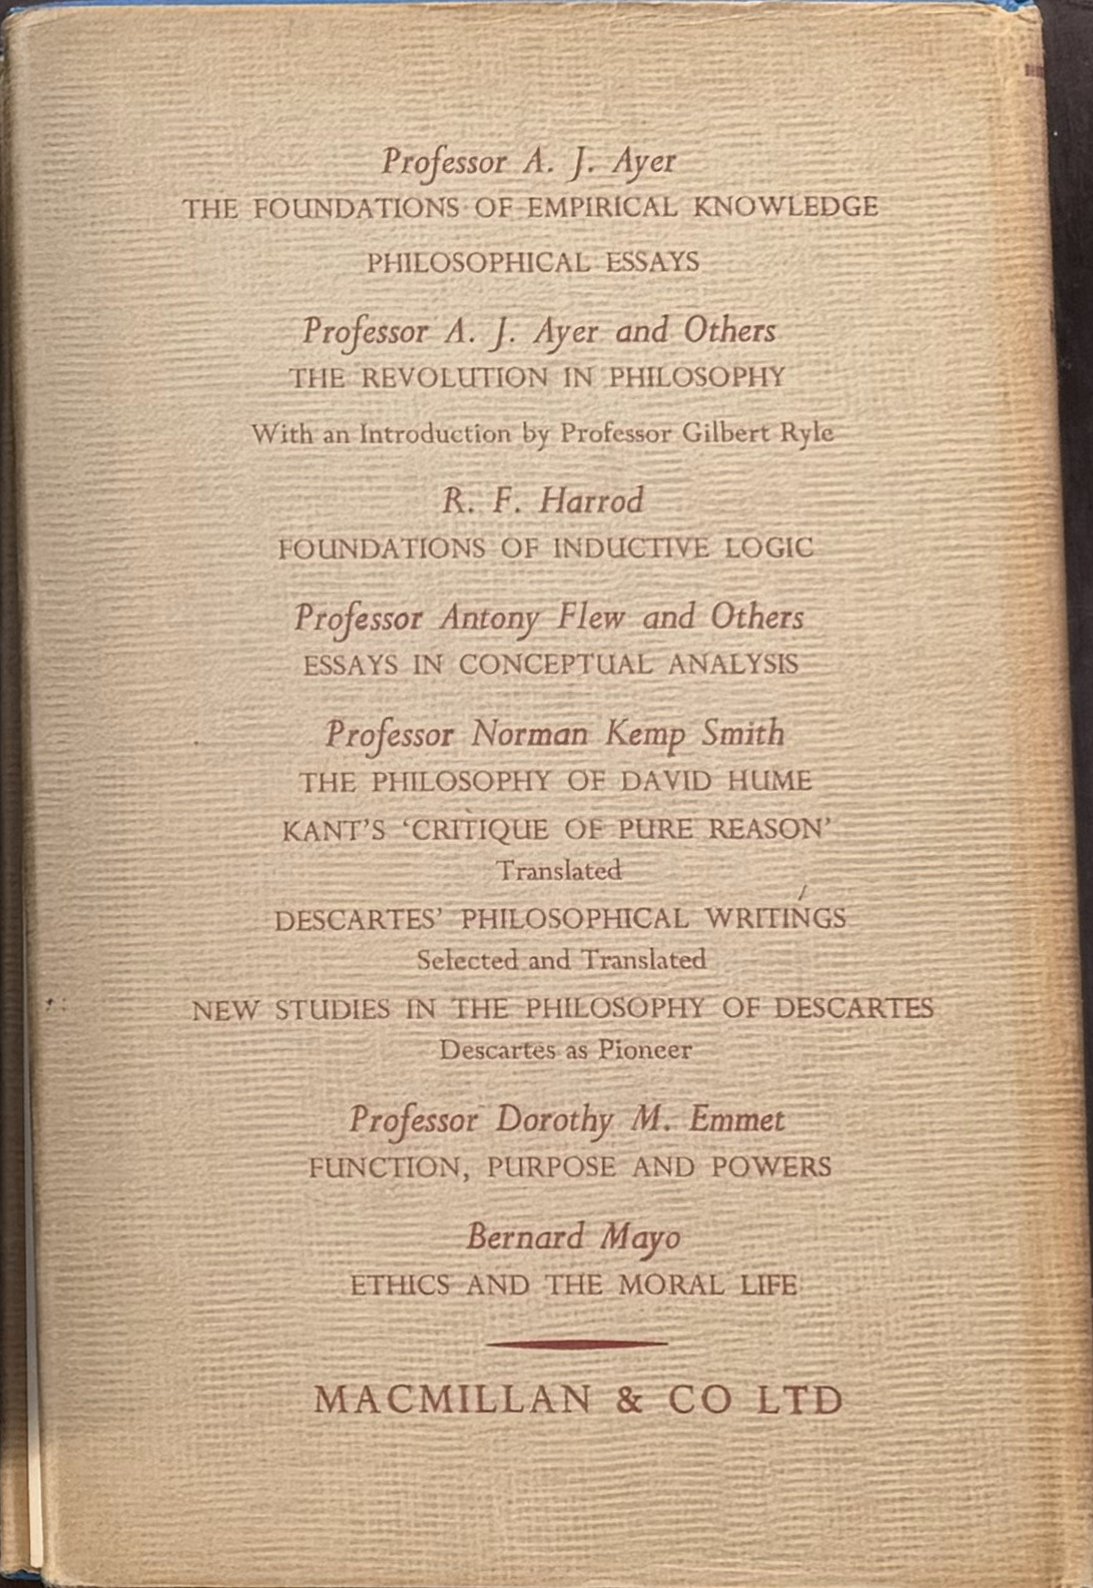 Professor A. J. Ayer
THE FOUNDATIONS OF EMPIRICAL KNOWLEDGE
PHILOSOPHICAL ESSAYS
Professor A. J. Ayer and Others
THE REVOLUTION IN PHILOSOPHY
With an Introduction by Professor Gilbert Ryle
R. F. Harrod
FOUNDATIONS OF INDUCTIVE LOGIC
Professor Antony Flew and Others
ESSAYS IN CONCEPTUAL ANALYSIS
Professor Norman Kemp Smith
THE PHILOSOPHY OF DAVID HUME
KANT'S ‘CRITIQUE OF PURE REASON’
Translated
DESCARTES’ PHILOSOPHICAL WRITINGS
Selected and Translated
NEW STUDIES IN THE PHILOSOPHY OF DESCARTES
Descartes as Pioneer
Professor Dorothy M. Emmet
FUNCTION, PURPOSE AND POWERS
Bernard Mayo
ETHICS AND THE MORAL LIFE
MACMILLAN & CO LTD